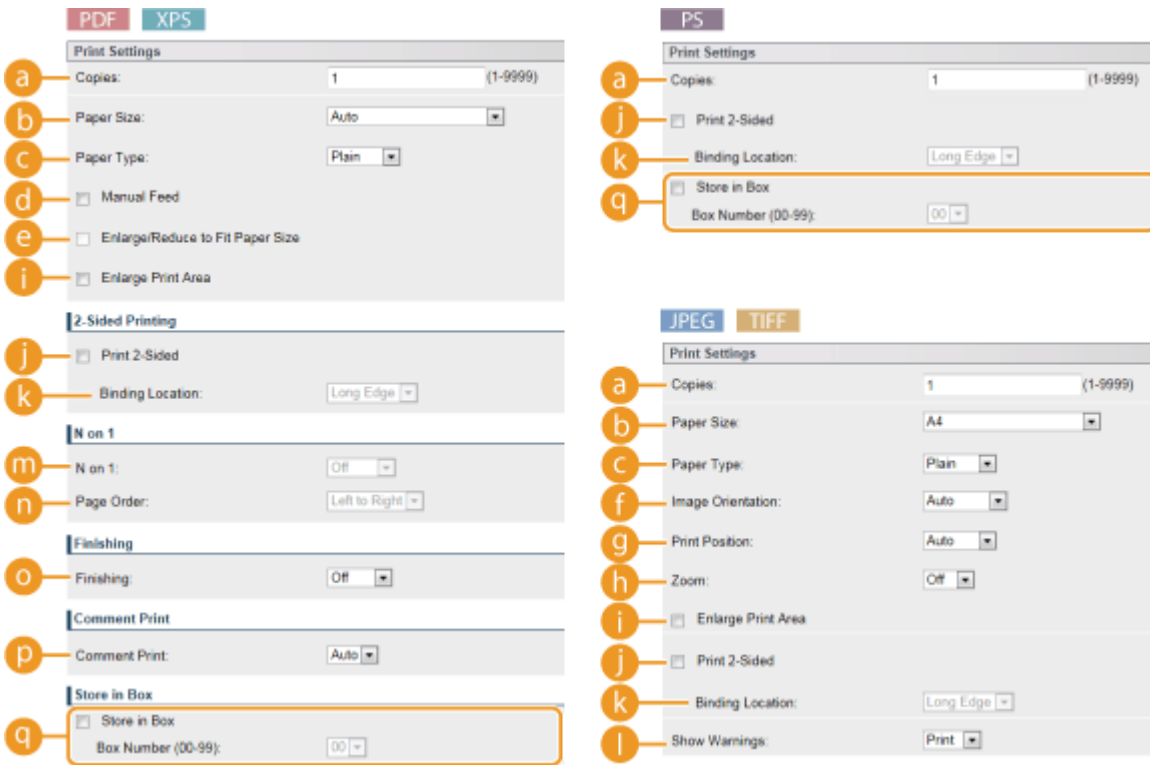 PDF XPS
Print Settings
a Copies: 1 (1-9999)
b Paper Size: Auto
c Paper Type: Plain
d Manual Feed
e Enlarge/Reduce to Fit Paper Size
i Enlarge Print Area
2-Sided Printing
j Print 2-Sided
k Binding Location: Long Edge
N on 1
m N on 1: Off
n Page Order: Left to Right
Finishing
o Finishing: Off
Comment Print
p Comment Print: Auto
Store in Box
q Store in Box
Box Number (00-99): 00
PS
Print Settings
a Copies: 1 (1-9999)
j Print 2-Sided
k Binding Location: Long Edge
q Store in Box
Box Number (00-99): 00
JPEG TIFF
Print Settings
a Copies: 1 (1-9999)
b Paper Size: A4
c Paper Type: Plain
f Image Orientation: Auto
g Print Position: Auto
h Zoom: Off
i Enlarge Print Area
j Print 2-Sided
k Binding Location: Long Edge
l Show Warnings: Print